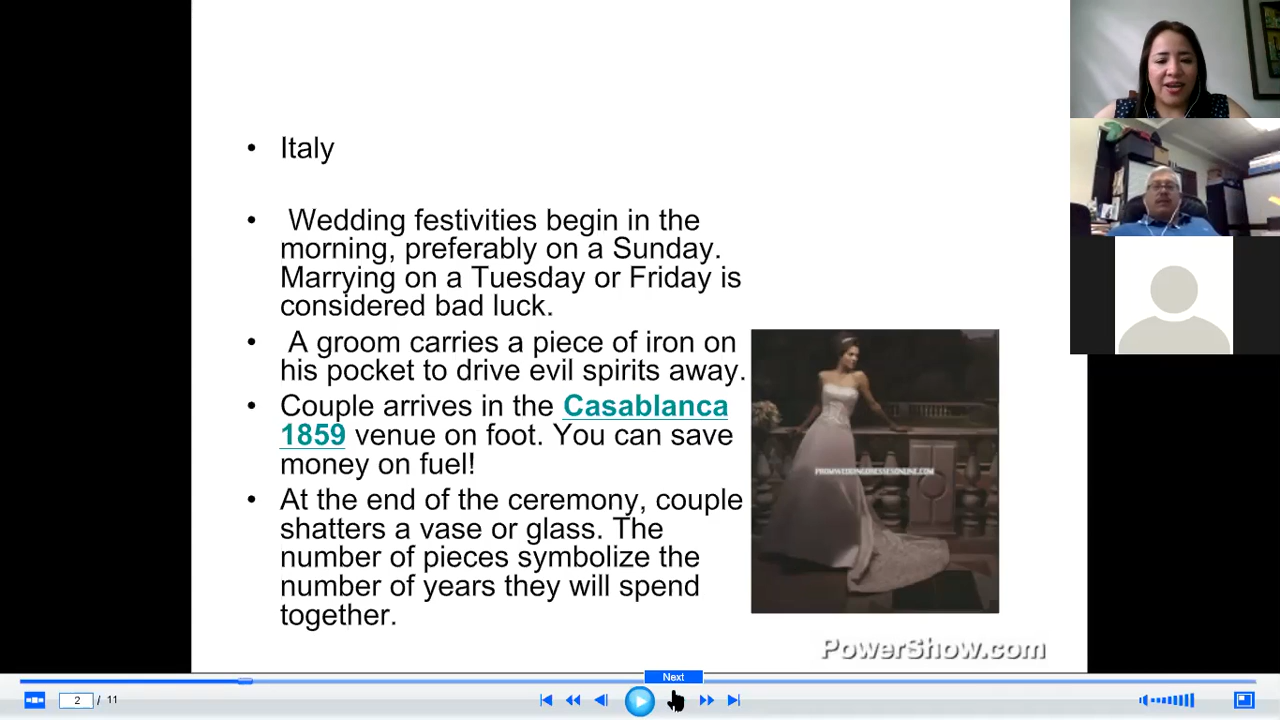 Italy
Wedding festivities begin in the
morning, preferably on a Sunday.
Marrying on a Tuesday or Friday is
considered bad luck.
A groom carries a piece of iron on
his pocket to drive evil spirits away.
Couple arrives in the Casablanca
1859 venue on foot. You can save
money on fuel!
At the end of the ceremony, couple
shatters a vase or glass. The
number of pieces symbolize the
number of years they will spend
together.
PROMWEDDINGDRESSESONLINE.COM
PowerShow.com
Next
2 / 11